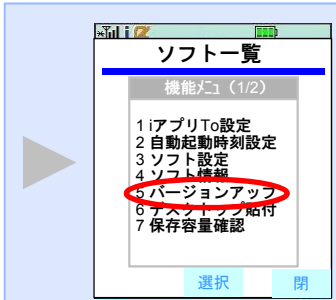 ソフト一覧
機能ﾒﾆｭ（1/2）
1 iアプリTo設定
2 自動起動時刻設定
3 ソフト設定
4 ソフト情報
5 バージョンアップ
6 デスクトップ貼付
7 保存容量確認
選択 閉